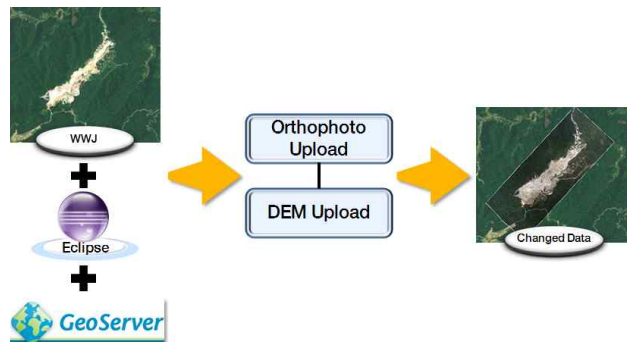 WWJ
Eclipse
GeoServer
Orthophoto
Upload
DEM Upload
Changed Data